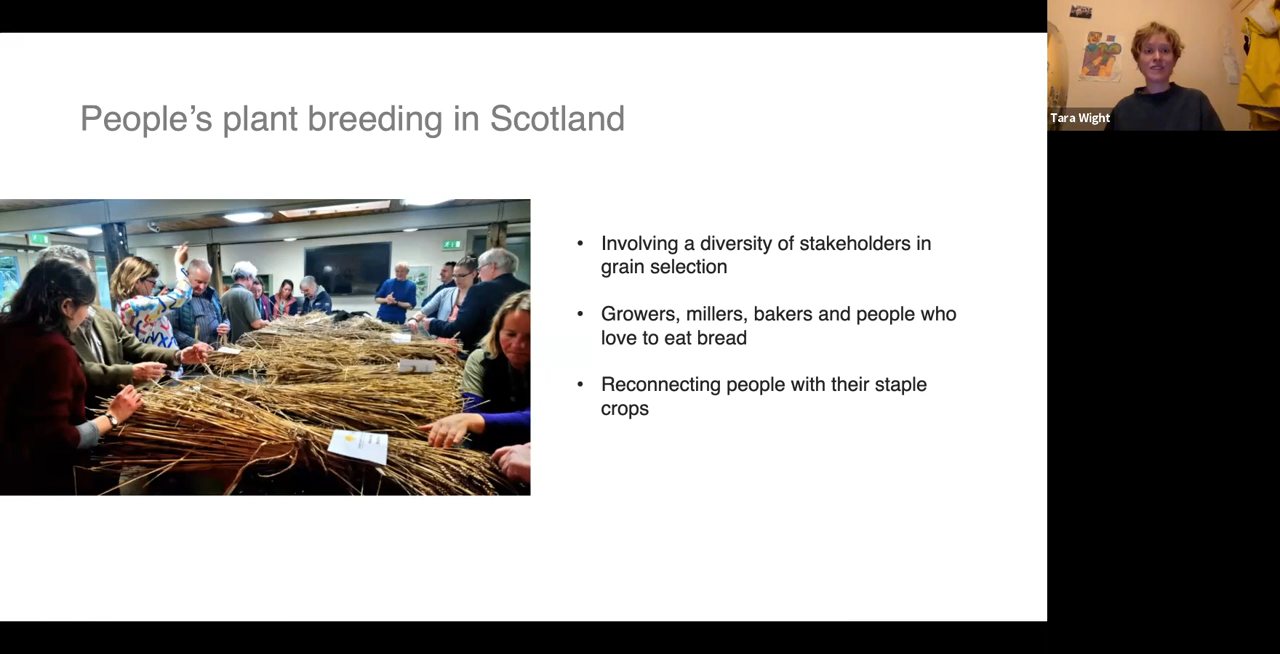 People’s plant breeding in Scotland
• Involving a diversity of stakeholders in
grain selection
• Growers, millers, bakers and people who
love to eat bread
• Reconnecting people with their staple
crops
Tara Wight